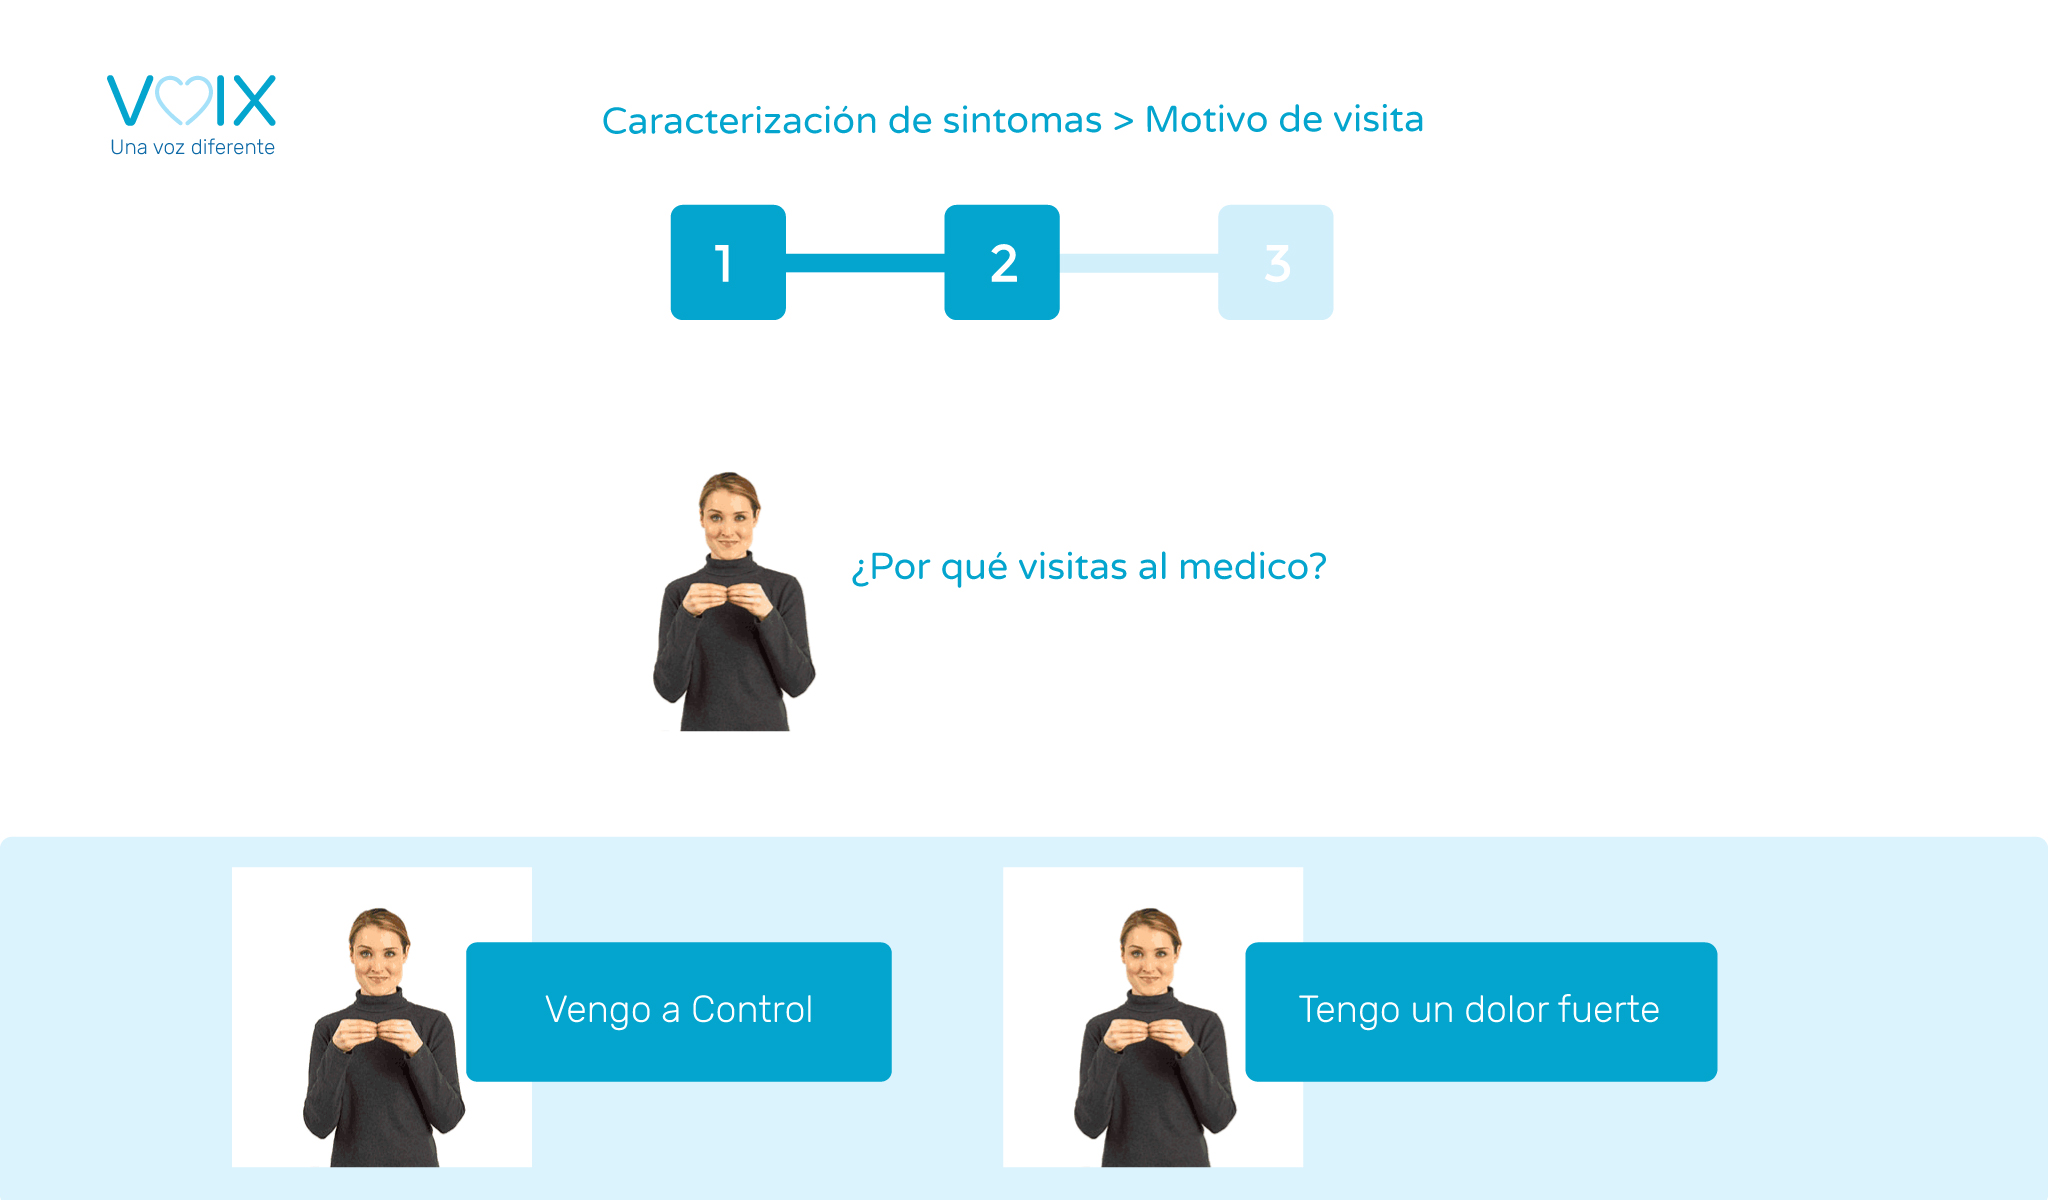 VOIX
Una voz diferente
Caracterización de sintomas > Motivo de visita
1
2
3
¿Por qué visitas al medico?
Vengo a Control
Tengo un dolor fuerte